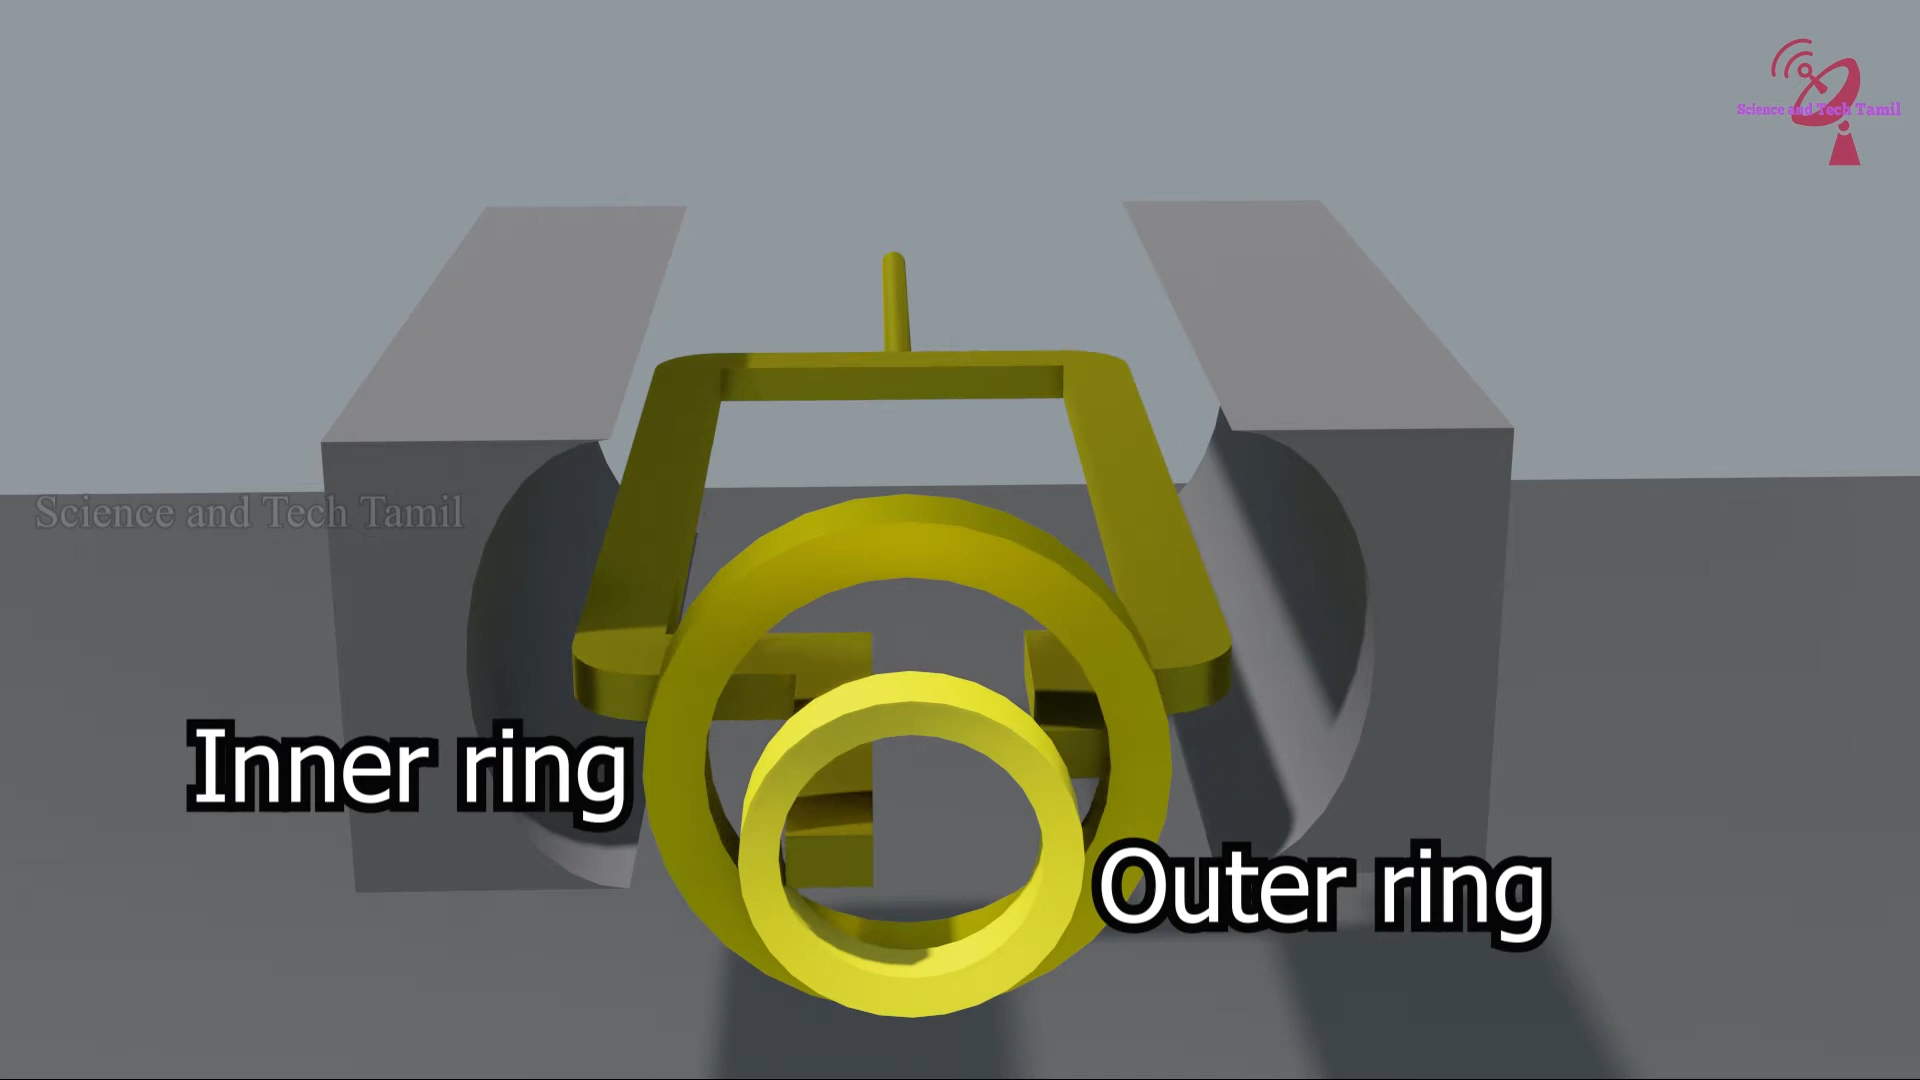 Science and Tech Tamil
Science and Tech Tamil
Inner ring
Outer ring